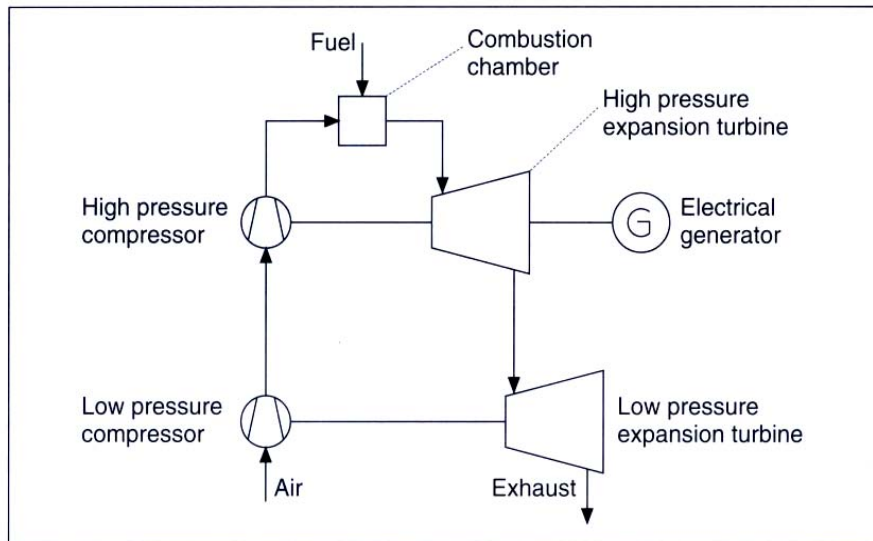 Fuel
Combustion
chamber
High pressure
expansion turbine
High pressure
compressor
G
Electrical
generator
Low pressure
compressor
Low pressure
expansion turbine
Air
Exhaust